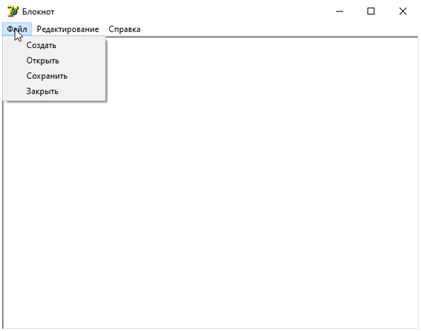 Блокнот
Файл Редактирование Справка
Создать
Открыть
Сохранить
Закрыть